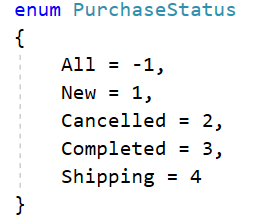 enum PurchaseStatus
{
    All = -1,
    New = 1,
    Cancelled = 2,
    Completed = 3,
    Shipping = 4
}